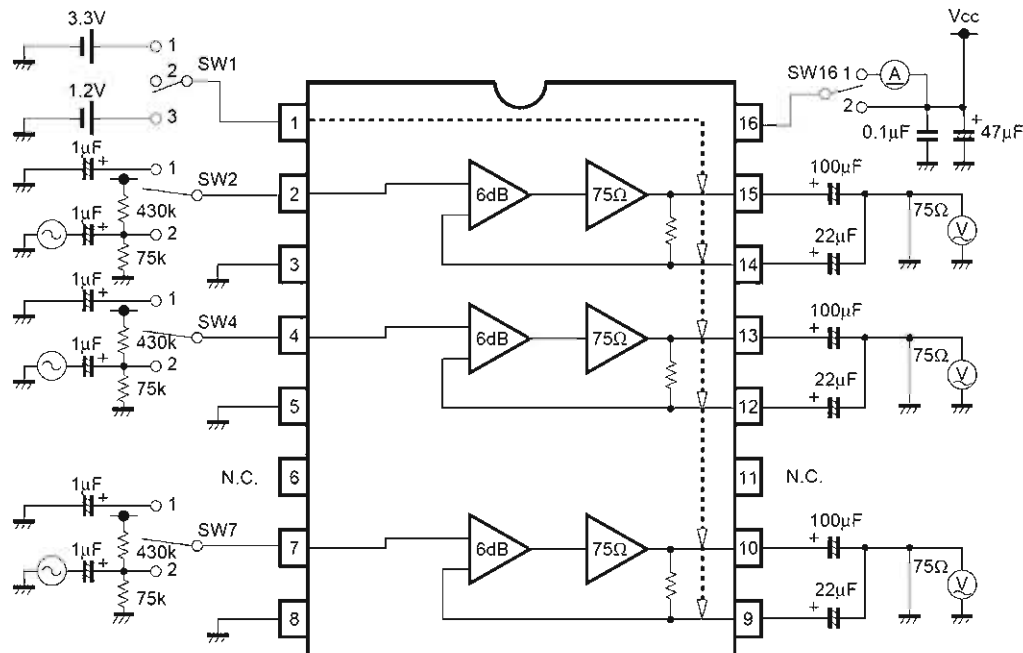 3.3V
1
2
SW1
1.2V
3
1µF
+
1
SW2
430k
1µF
+
2
75k
1µF
+
1
SW4
430k
1µF
+
2
75k
N.C.
1µF
+
1
SW7
430k
1µF
+
2
75k
1
2
3
4
5
6
7
8
6dB
75Ω
6dB
75Ω
6dB
75Ω
16
15
14
13
12
11
10
9
Vcc
SW16
1
A
2
0.1µF
+
47µF
100µF
+
75Ω
V
22µF
+
100µF
+
75Ω
V
22µF
+
N.C.
100µF
+
75Ω
V
22µF
+